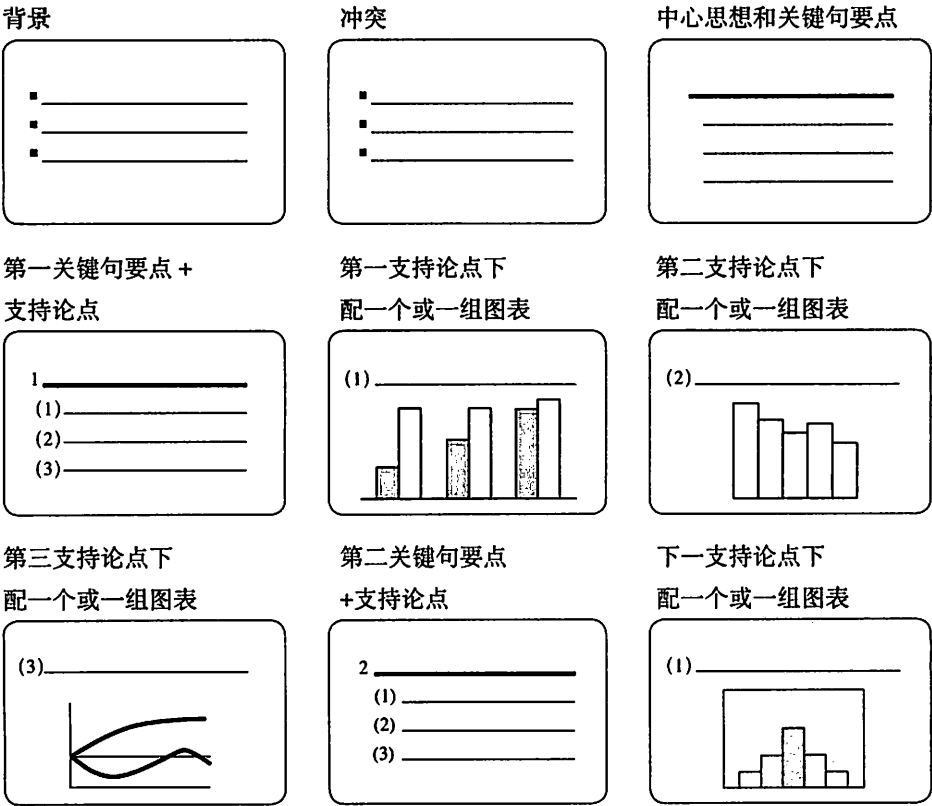 背景
冲突
中心思想和关键句要点
第一关键句要点 +
支持论点
1
(1)
(2)
(3)
第一支持论点下
配一个或一组图表
(1)
第二支持论点下
配一个或一组图表
(2)
第三支持论点下
配一个或一组图表
(3)
第二关键句要点
+支持论点
2
(1)
(2)
(3)
下一支持论点下
配一个或一组图表
(1)